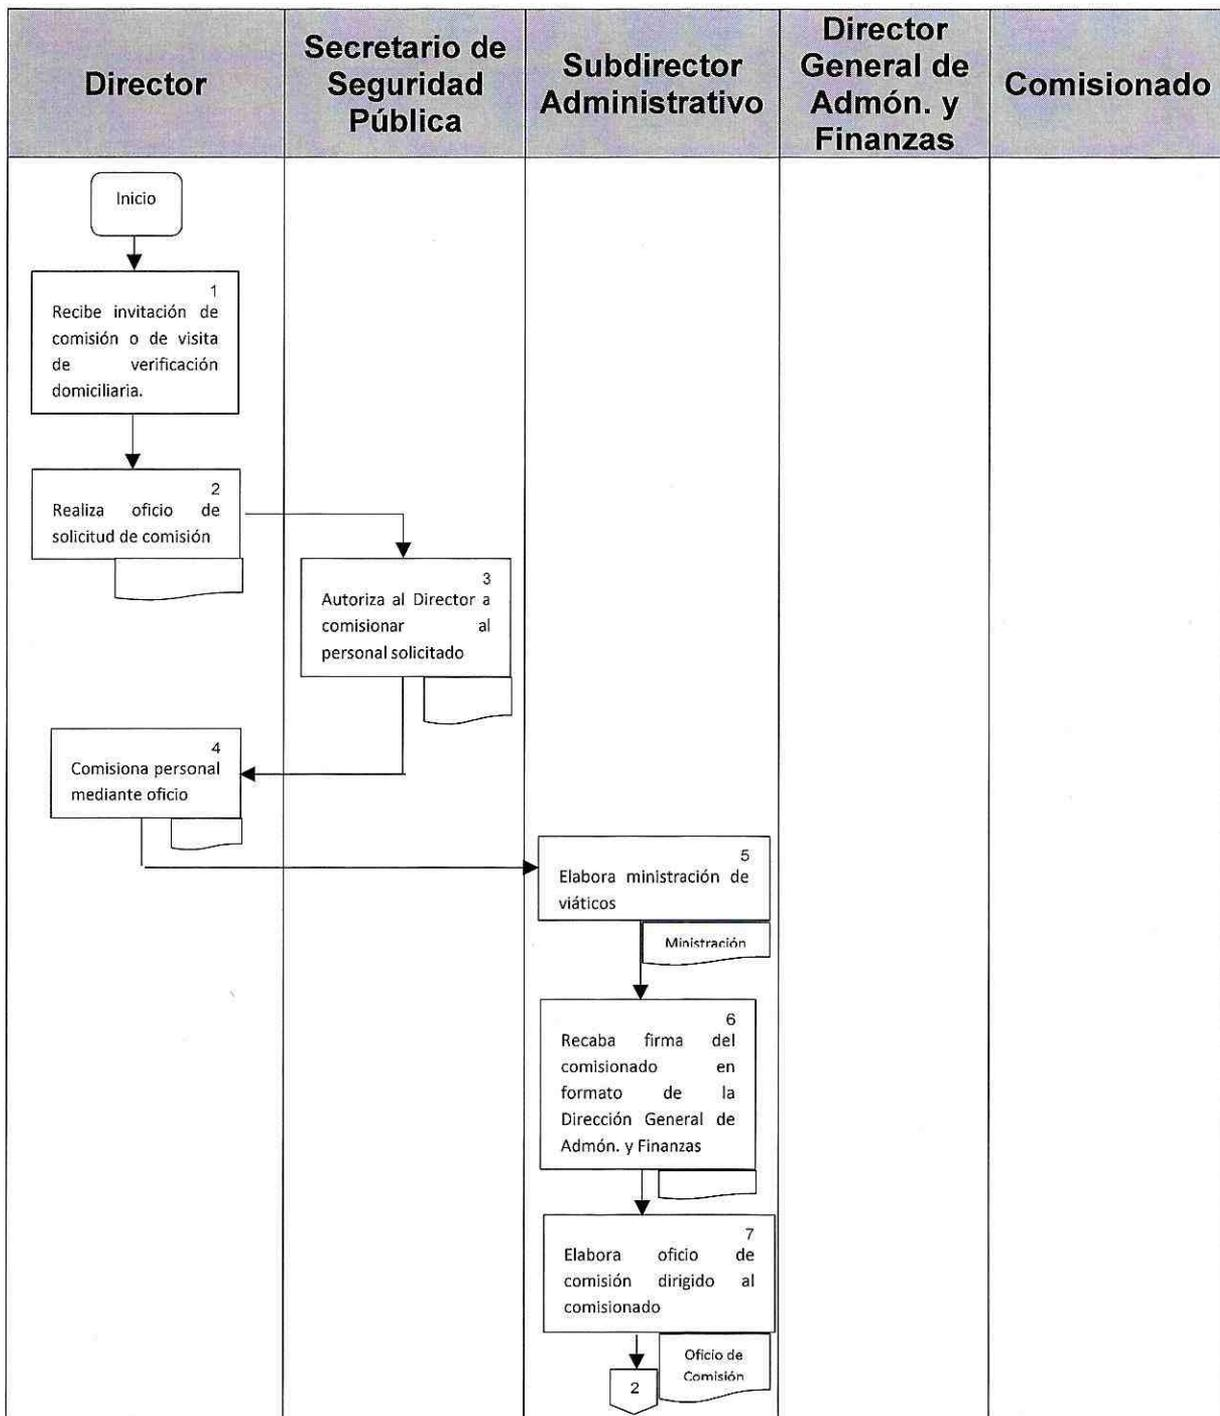 Director
Secretario de
Seguridad
Pública
Subdirector
Administrativo
Director
General de
Admón. y
Finanzas
Comisionado
Inicio
1
Recibe invitación de
comisión o de visita
de verificación
domiciliaria.
2
Realiza oficio de
solicitud de comisión
3
Autoriza al Director a
comisionar al
personal solicitado
4
Comisiona personal
mediante oficio
5
Elabora ministración de
viáticos
Ministración
6
Recaba firma del
comisionado en
formato de la
Dirección General de
Admón. y Finanzas
7
Elabora oficio de
comisión dirigido al
comisionado
Oficio de
Comisión
2